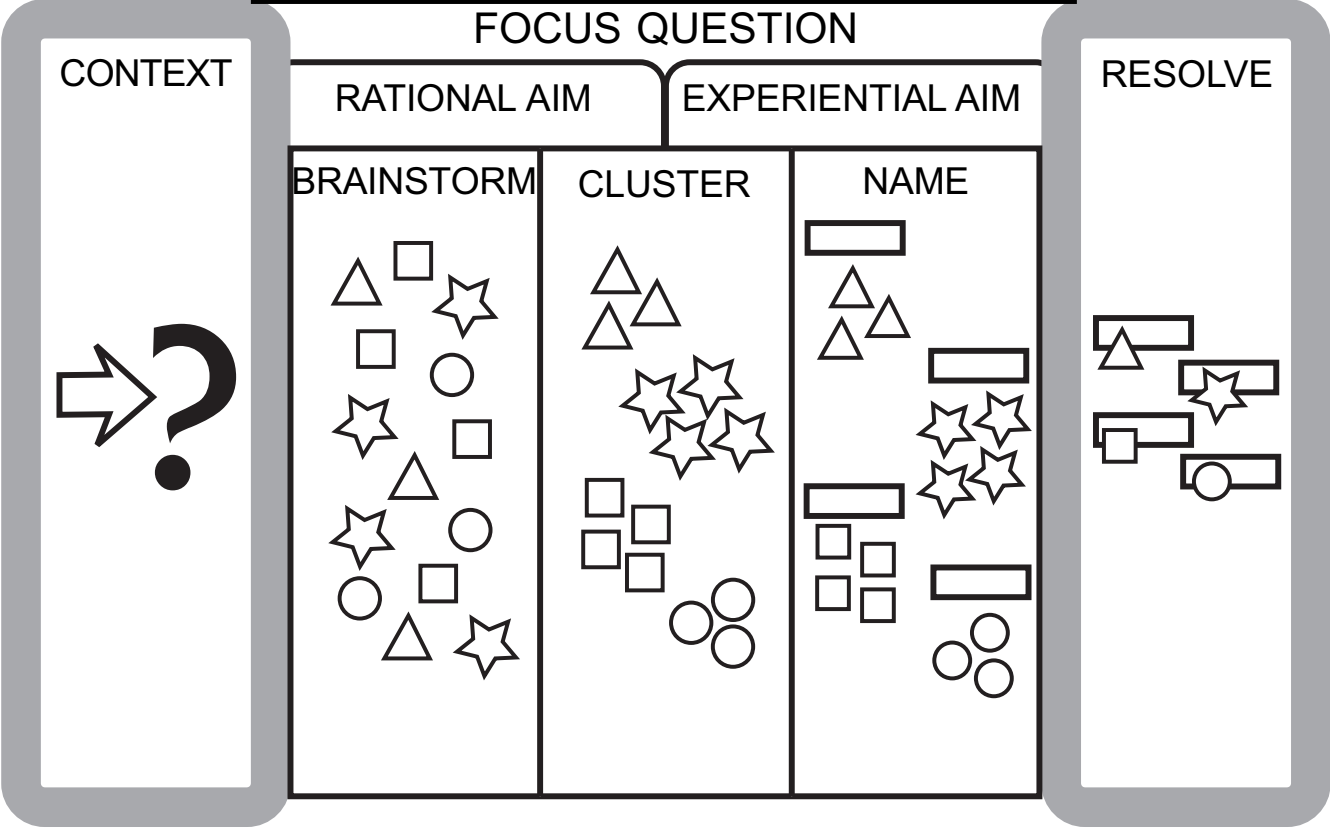 FOCUS QUESTION
CONTEXT
RATIONAL AIM
EXPERIENTIAL AIM
RESOLVE
BRAINSTORM
CLUSTER
NAME
?